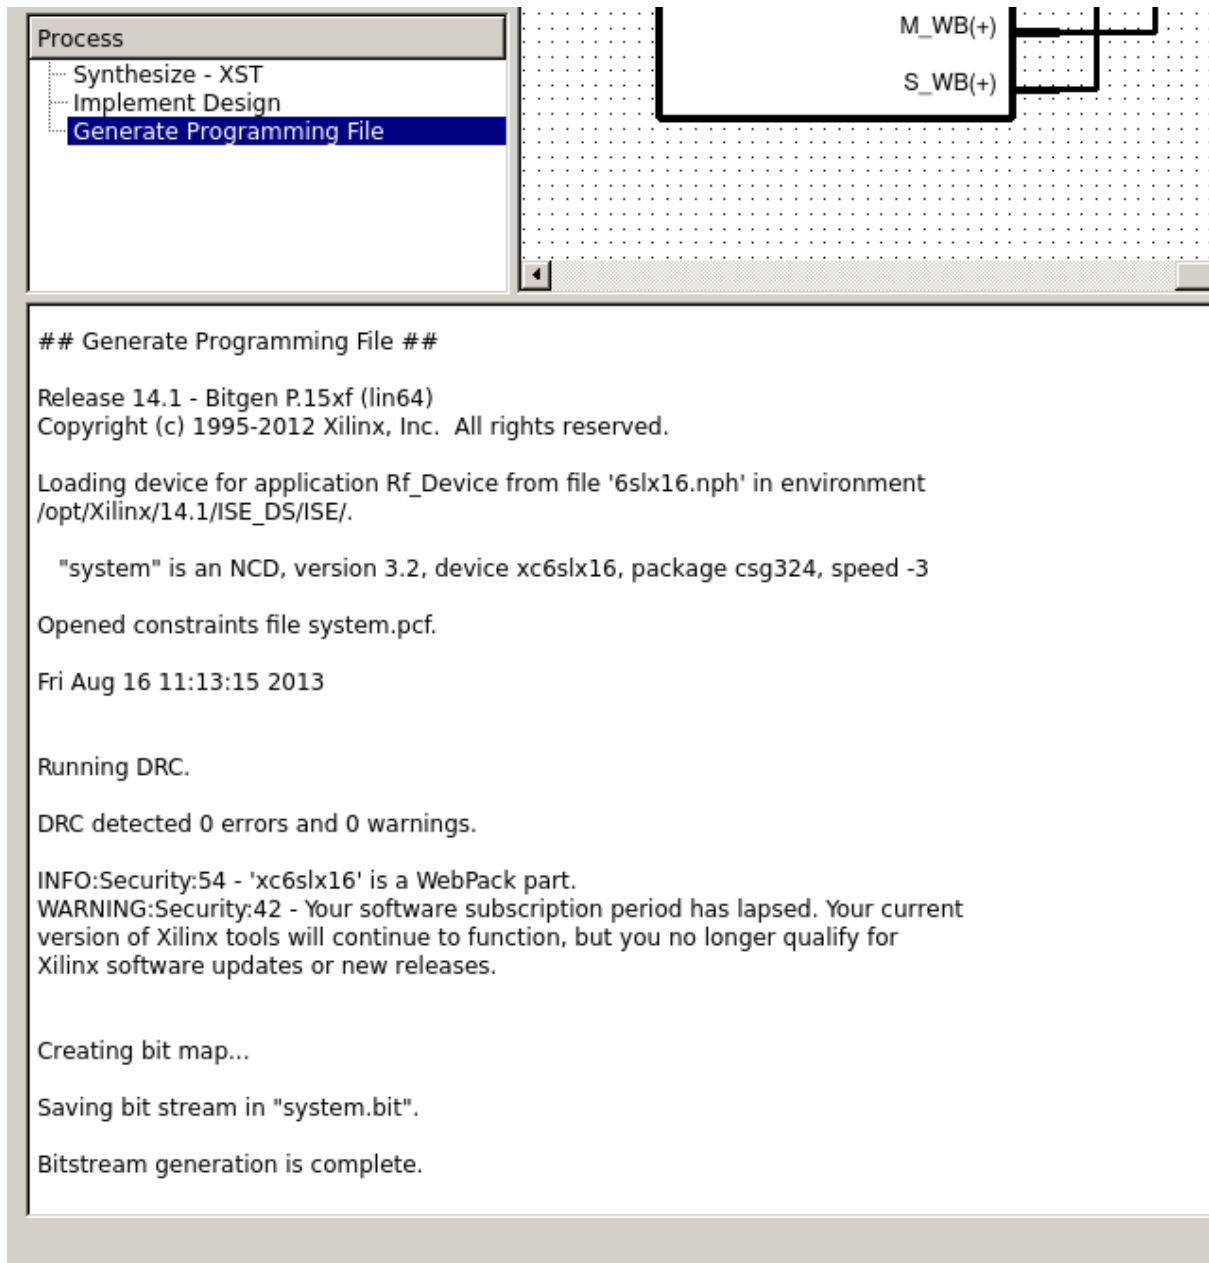 Process
Synthesize - XST
Implement Design
Generate Programming File
M_WB(+)
S_WB(+)
## Generate Programming File ##
Release 14.1 - Bitgen P.15xf (lin64)
Copyright (c) 1995-2012 Xilinx, Inc.  All rights reserved.
Loading device for application Rf_Device from file '6slx16.nph' in environment
/opt/Xilinx/14.1/ISE_DS/ISE/.
"system" is an NCD, version 3.2, device xc6slx16, package csg324, speed -3
Opened constraints file system.pcf.
Fri Aug 16 11:13:15 2013
Running DRC.
DRC detected 0 errors and 0 warnings.
INFO:Security:54 - 'xc6slx16' is a WebPack part.
WARNING:Security:42 - Your software subscription period has lapsed. Your current
version of Xilinx tools will continue to function, but you no longer qualify for
Xilinx software updates or new releases.
Creating bit map...
Saving bit stream in "system.bit".
Bitstream generation is complete.